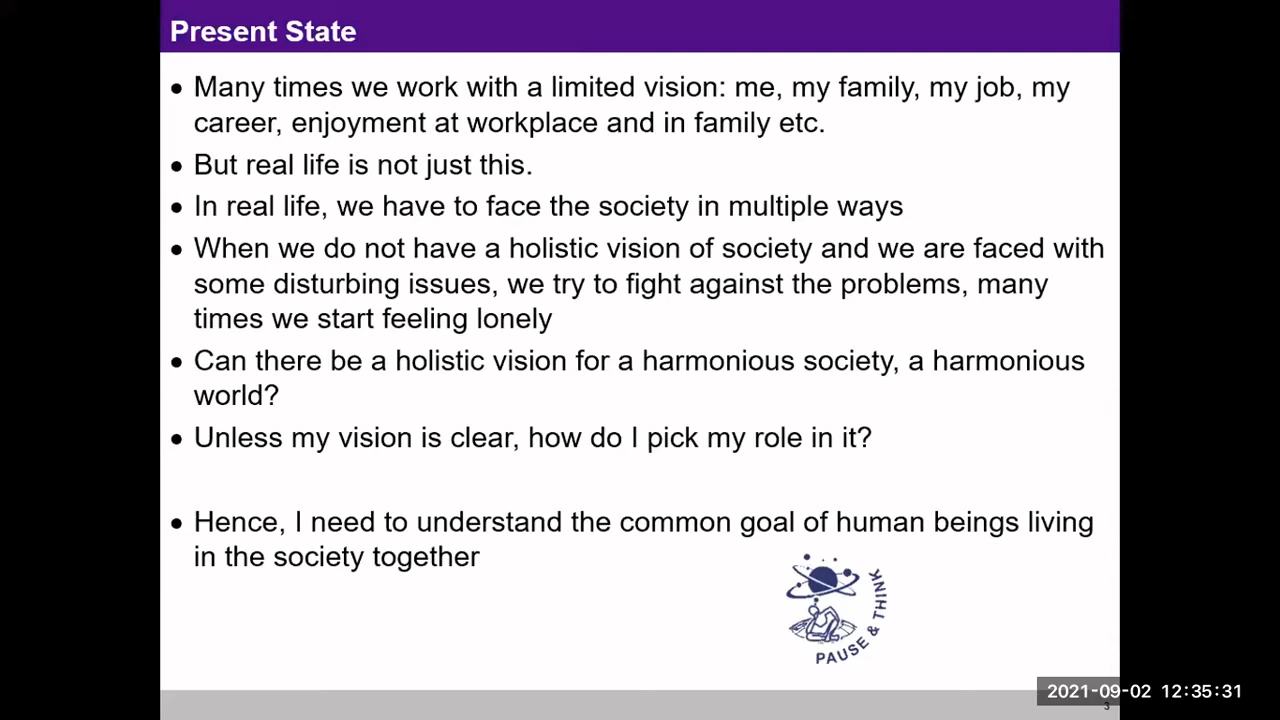 Present State
• Many times we work with a limited vision: me, my family, my job, my
career, enjoyment at workplace and in family etc.
• But real life is not just this.
• In real life, we have to face the society in multiple ways
• When we do not have a holistic vision of society and we are faced with
some disturbing issues, we try to fight against the problems, many
times we start feeling lonely
• Can there be a holistic vision for a harmonious society, a harmonious
world?
• Unless my vision is clear, how do I pick my role in it?
• Hence, I need to understand the common goal of human beings living
in the society together
PAUSE & THINK
2021-09-02 12:35:31
3